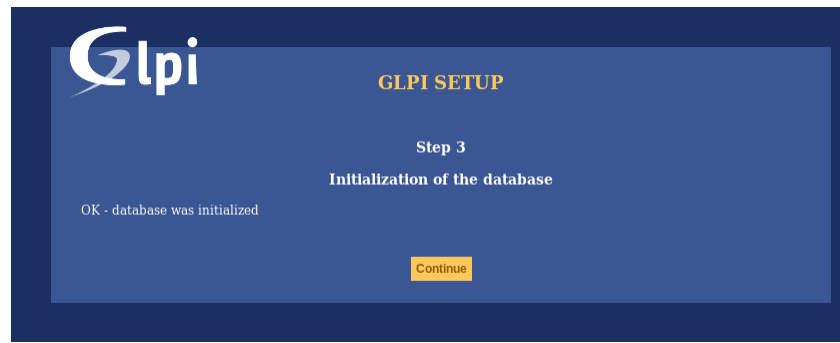 Glpi
GLPI SETUP
Step 3
Initialization of the database
OK - database was initialized
Continue